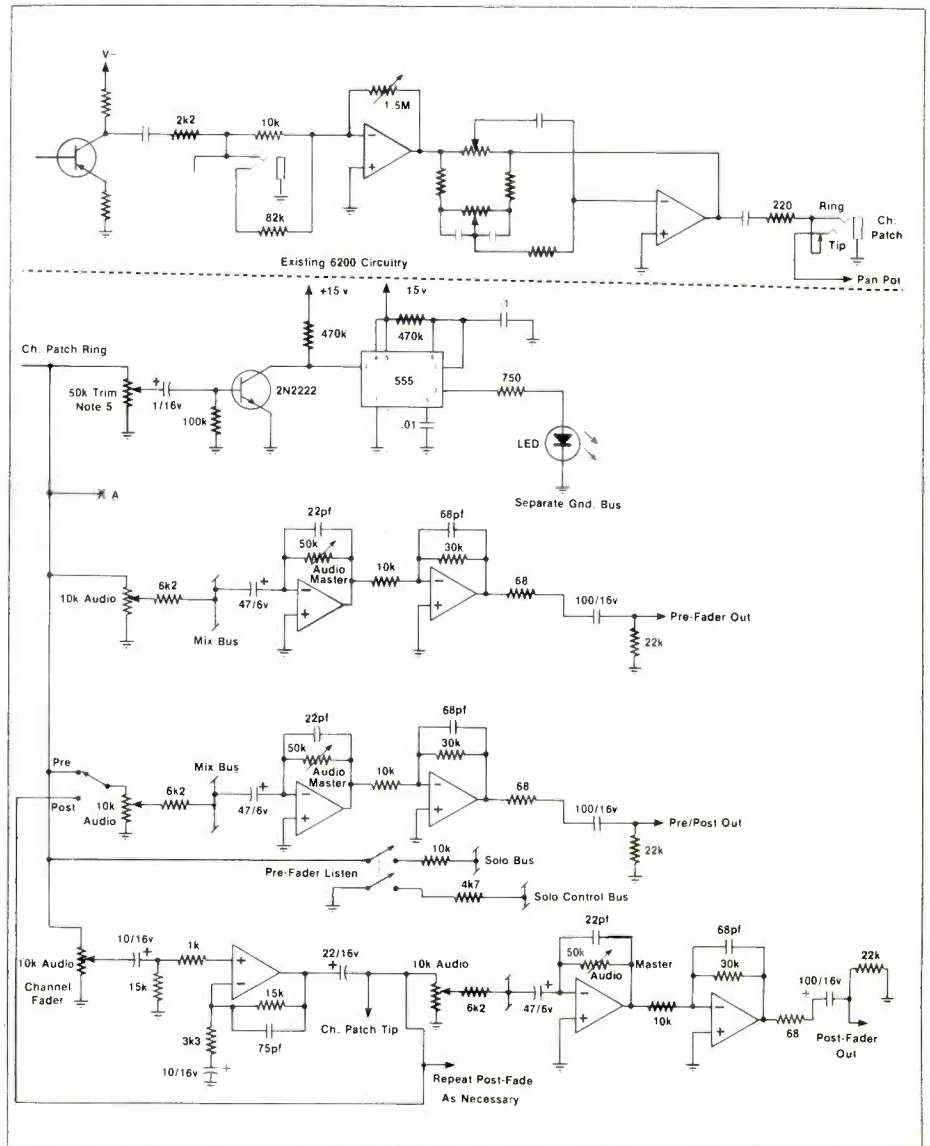 V-
2k2
10k
1.5M
82k
220
Ring
Ch.
Patch
Tip
Pan Pot
Existing 6200 Circuitry
+15 v
15v
470k
470k
Ch. Patch Ring
50k Trim
Note 5
1/16v
100k
2N2222
555
.01
750
LED
Separate Gnd. Bus
A
22pf
50k
Audio
Master
10k
68pf
30k
68
100/16v
Pre-Fader Out
22k
10k Audio
6k2
Mix Bus
47/6v
Pre
Post
10k
Audio
6k2
Mix Bus
47/6v
22pf
50k
Audio
Master
10k
68pf
30k
68
100/16v
Pre/Post Out
22k
Pre-Fader Listen
10k
Solo Bus
4k7
Solo Control Bus
10k Audio
Channel
Fader
10/16v
15k
1k
22/16v
15k
75pf
3k3
10/16v
Ch. Patch Tip
10k Audio
6k2
47/6v
22pf
50k
Audio
Master
10k
68pf
30k
68
100/16v
22k
Post-Fader
Out
Repeat Post-Fade
As Necessary